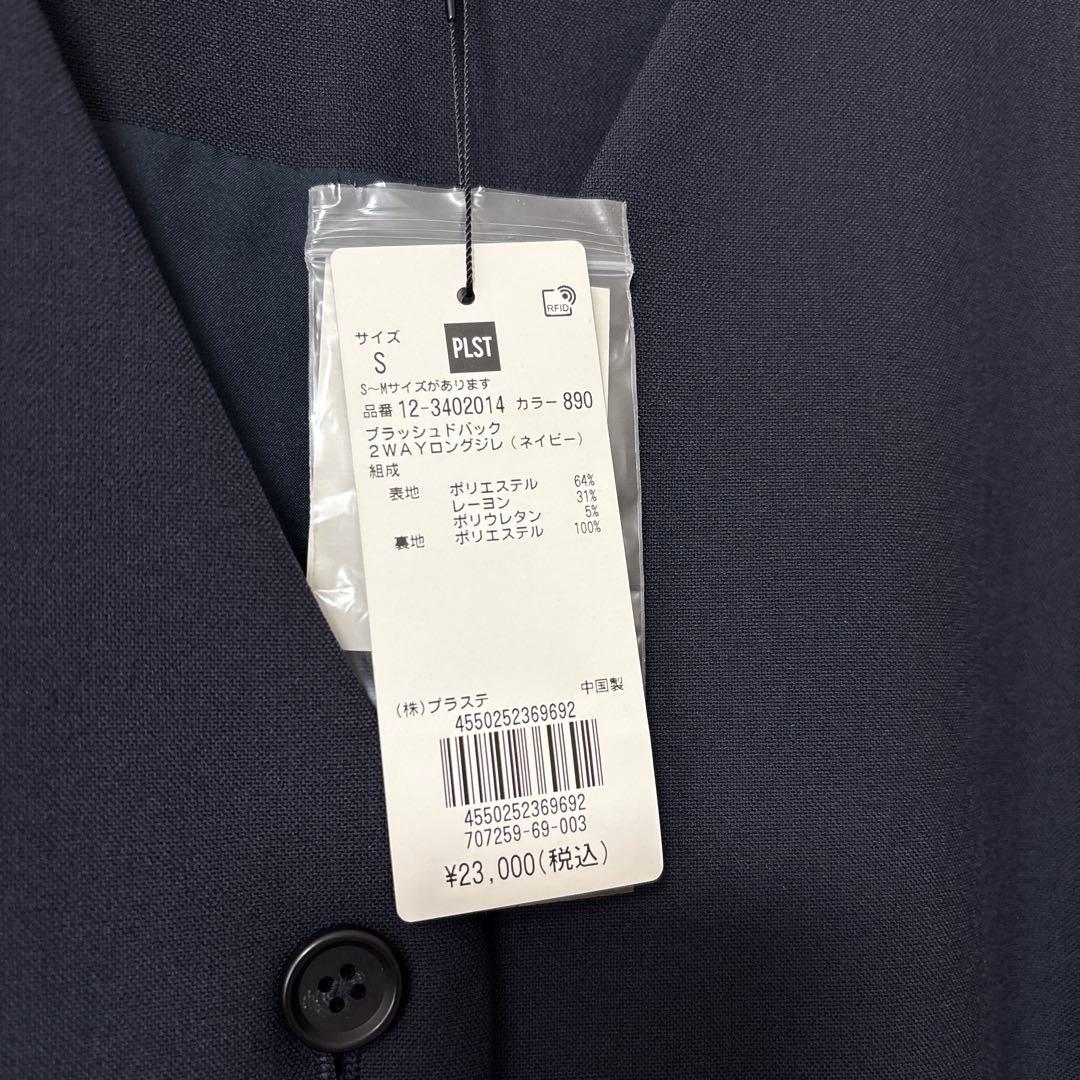 RFID
サイズ
PLST
S
S～Mサイズがあります
品番 12-3402014 カラー 890
ブラッシュドバック
2WAYロングジレ（ネイビー）
組成
表地 ポリエステル 64%
レーヨン 31%
ポリウレタン 5%
裏地 ポリエステル 100%
中国製
(株)プラステ
4550252369692
4550252369692
707259-69-003
¥23,000(税込)